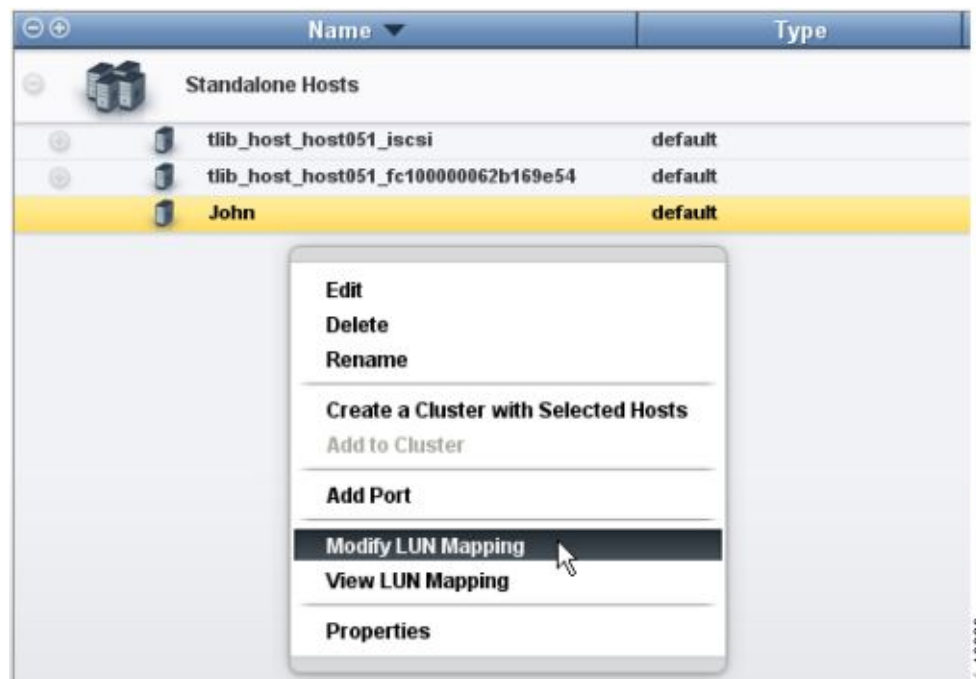 Name Type
Standalone Hosts
tlib_host_host051_iscsi default
tlib_host_host051_fc100000062b169e54 default
John default
Edit
Delete
Rename
Create a Cluster with Selected Hosts
Add to Cluster
Add Port
Modify LUN Mapping
View LUN Mapping
Properties